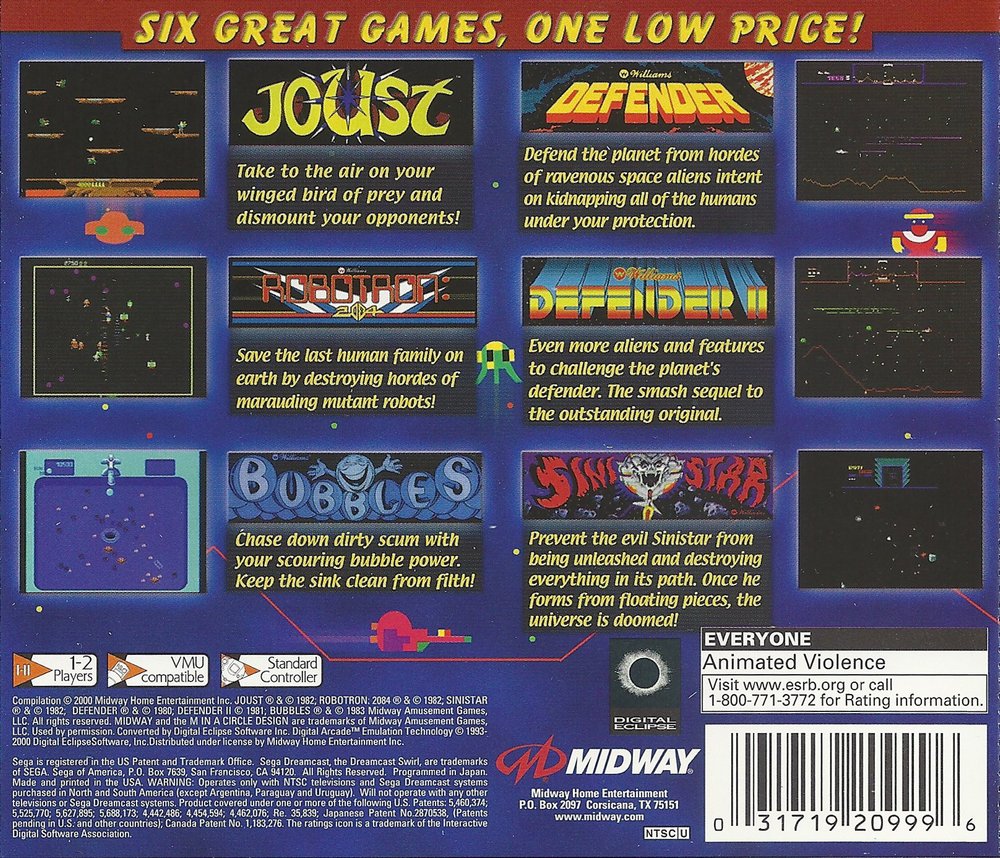 SIX GREAT GAMES, ONE LOW PRICE!
JOUST
Take to the air on your
winged bird of prey and
dismount your opponents!
Williams
DEFENDER
Defend the planet from hordes
of ravenous space aliens intent
on kidnapping all of the humans
under your protection.
Williams
ROBOTRON:
2084
Save the last human family on
earth by destroying hordes of
marauding mutant robots!
Williams
DEFENDER II
Even more aliens and features
to challenge the planet's
defender. The smash sequel to
the outstanding original.
Williams
BUBBLES
Chase down dirty scum with
your scouring bubble power.
Keep the sink clean from filth!
SINISTAR
Williams
Prevent the evil Sinistar from
being unleashed and destroying
everything in its path. Once he
forms from floating pieces, the
universe is doomed!
I-II
1-2
Players
VMU
compatible
Standard
Controller
Compilation © 2000 Midway Home Entertainment Inc. JOUST ® & © 1982, ROBOTRON: 2084 ® & © 1982; SINISTAR
® & © 1982; DEFENDER ® & © 1980; DEFENDER II © 1981; BUBBLES ® & © 1983 Midway Amusement Games,
LLC. All rights reserved. MIDWAY and the M IN A CIRCLE DESIGN are trademarks of Midway Amusement Games,
LLC. Used by permission. Converted by Digital Eclipse Software Inc. Digital Arcade™ Emulation Technology © 1993-
2000 Digital EclipseSoftware, Inc.Distributed under license by Midway Home Entertainment Inc.
Sega is registered in the US Patent and Trademark Office. Sega Dreamcast, the Dreamcast Swirl, are trademarks
of SEGA. Sega of America, P.O. Box 7639, San Francisco, CA 94120. All Rights Reserved. Programmed in Japan.
Made and printed in the USA. WARNING: Operates only with NTSC televisions and Sega Dreamcast systems
purchased in North and South America (except Argentina, Paraguay and Uruguay). Will not operate with any other
televisions or Sega Dreamcast systems. Product covered under one or more of the following U.S. Patents: 5,460,374;
5,525,770; 5,627,895; 5,688,173; 4,442,486; 4,454,594; 4,462,076; Re. 35,839; Japanese Patent No.2870538, (Patents
pending in U.S. and other countries); Canada Patent No. 1,183,276. The ratings icon is a trademark of the Interactive
Digital Software Association.
DIGITAL
ECLIPSE
MIDWAY
Midway Home Entertainment
P.O. Box 2097 Corsicana, TX 75151
www.midway.com
NTSC U
EVERYONE
Animated Violence
Visit www.esrb.org or call
1-800-771-3772 for Rating information.
0 31719 20999 6